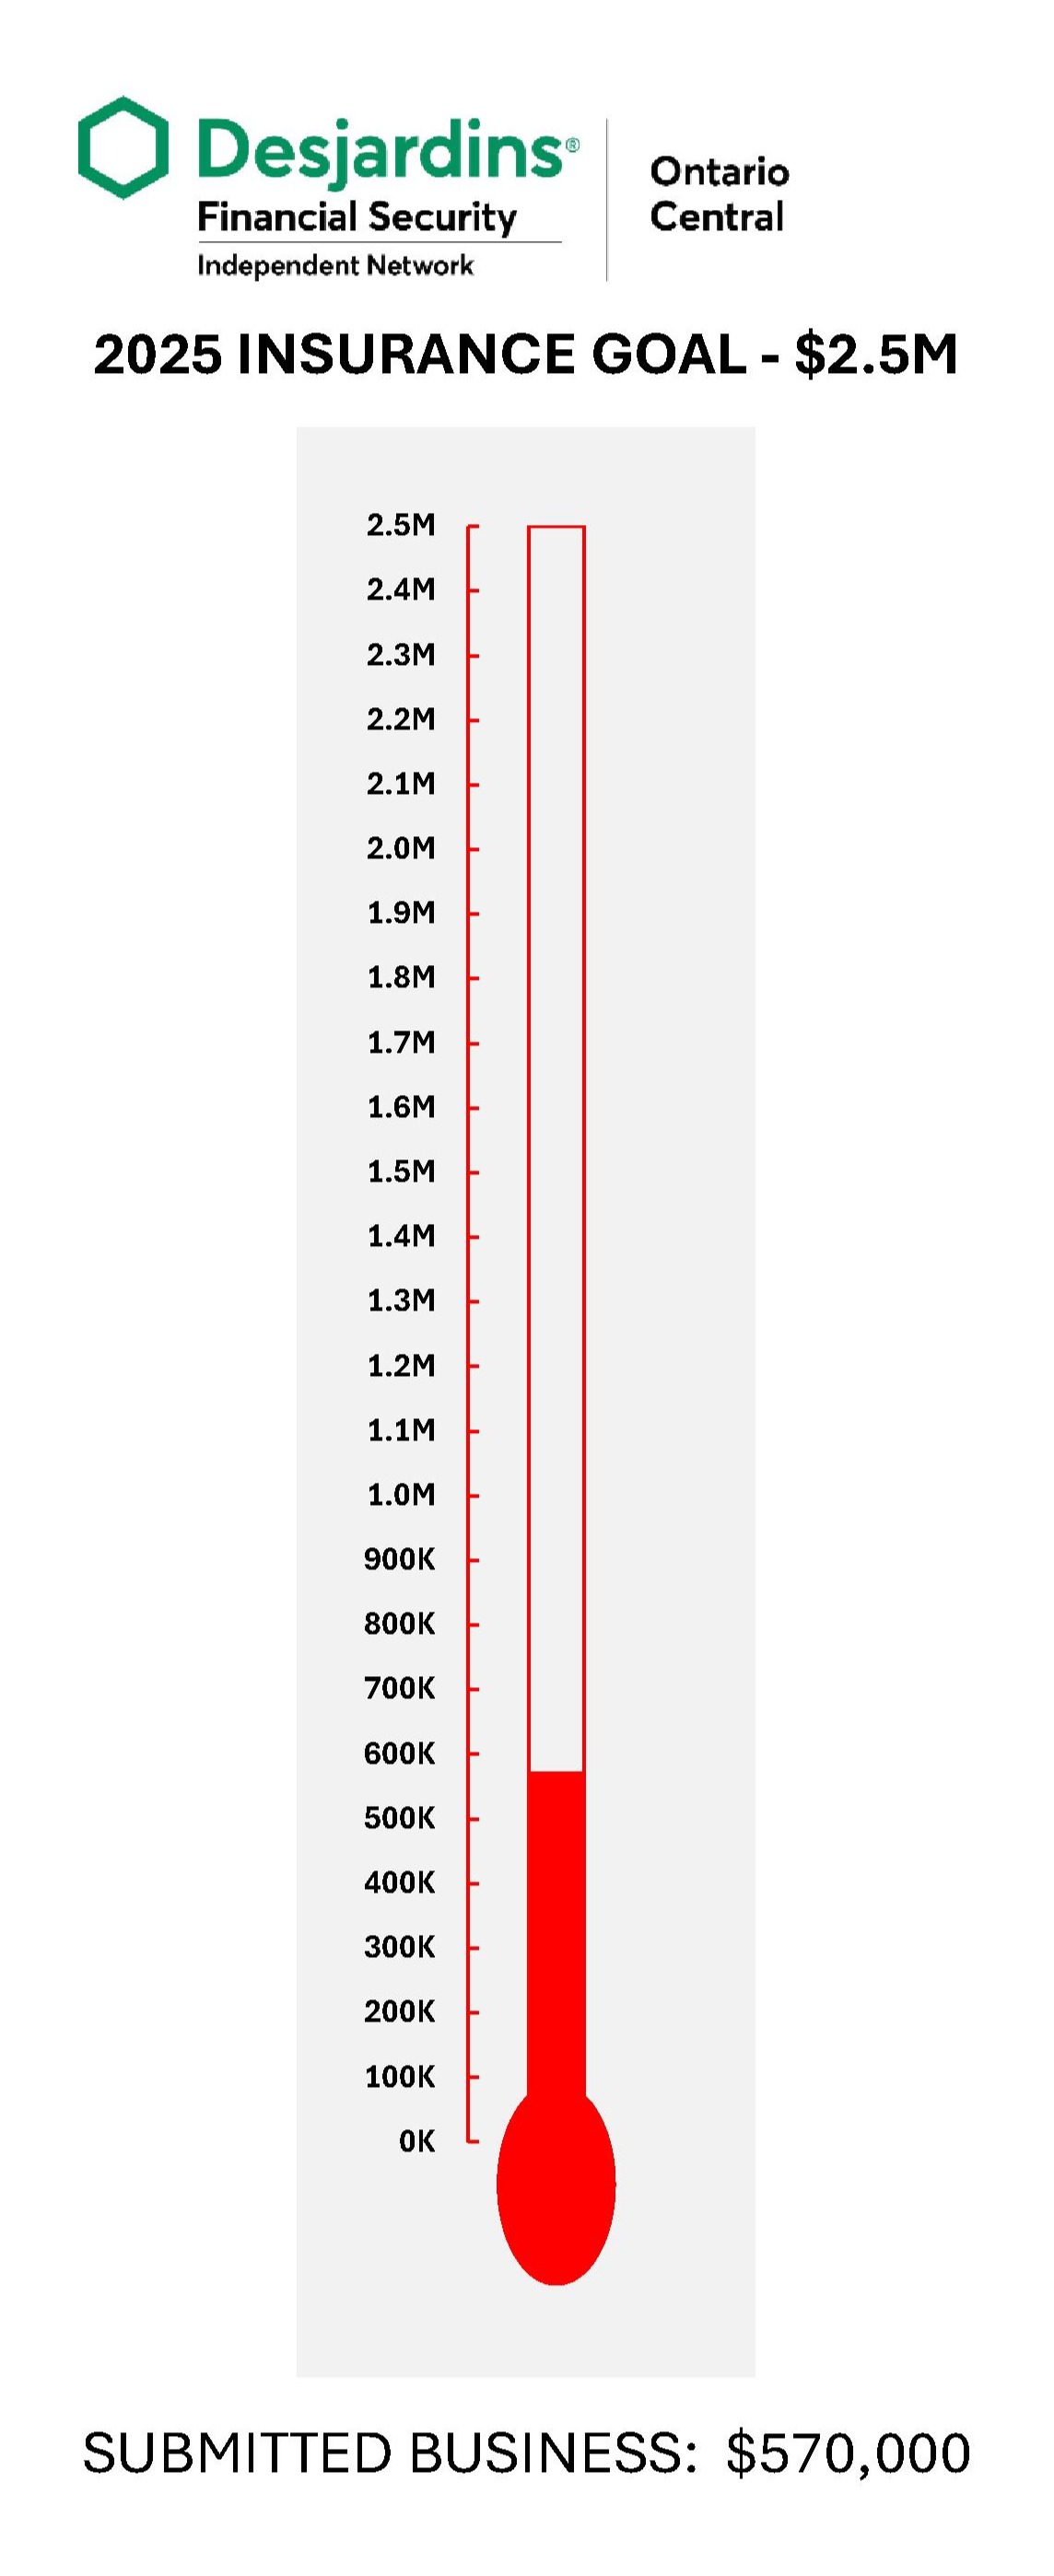 Desjardins®
Financial Security
Independent Network
Ontario
Central
2025 INSURANCE GOAL - $2.5M
2.5M
2.4M
2.3M
2.2M
2.1M
2.0M
1.9M
1.8M
1.7M
1.6M
1.5M
1.4M
1.3M
1.2M
1.1M
1.0M
900K
800K
700K
600K
500K
400K
300K
200K
100K
0K
SUBMITTED BUSINESS: $570,000